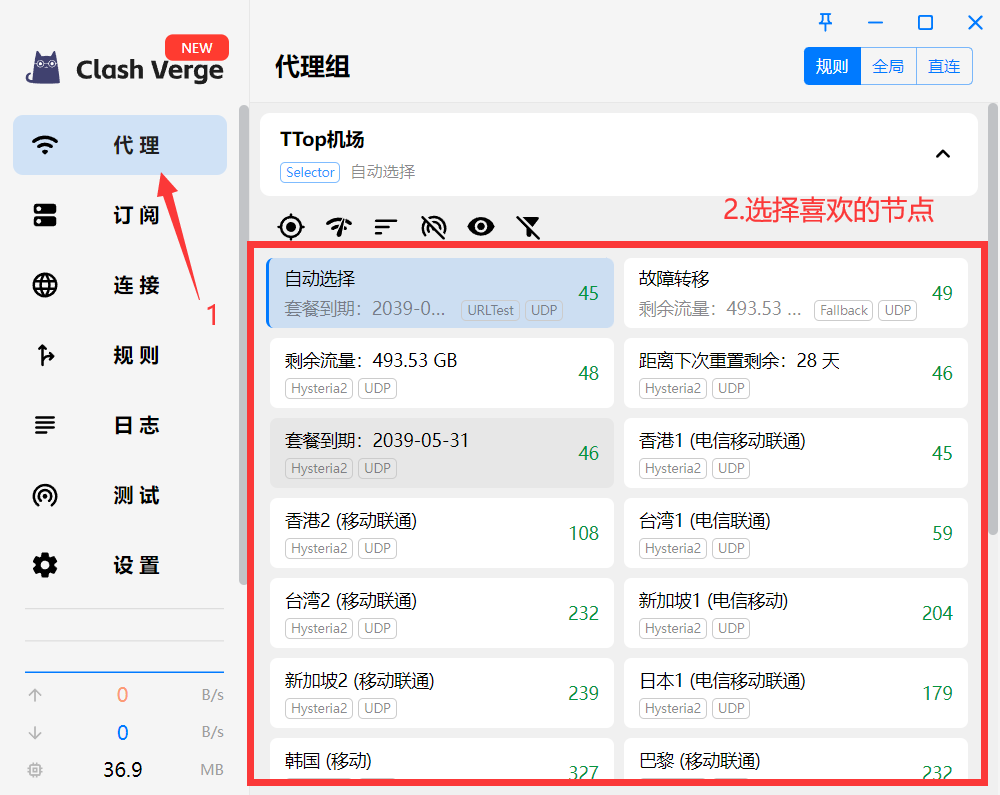 NEW
Clash Verge
代 理
订 阅
连 接
规 则
日 志
测 试
设 置
1
0 B/s
0 B/s
36.9 MB
代理组
规则 全局 直连
TTop机场
Selector 自动选择
2.选择喜欢的节点
自动选择
套餐到期：2039-0... URLTest UDP
45
故障转移
剩余流量：493.53 ... Fallback UDP
49
剩余流量：493.53 GB
Hysteria2 UDP
48
距离下次重置剩余：28 天
Hysteria2 UDP
46
套餐到期：2039-05-31
Hysteria2 UDP
46
香港1 (电信移动联通)
Hysteria2 UDP
45
香港2 (移动联通)
Hysteria2 UDP
108
台湾1 (电信联通)
Hysteria2 UDP
59
台湾2 (移动联通)
Hysteria2 UDP
232
新加坡1 (电信移动)
Hysteria2 UDP
204
新加坡2 (移动联通)
Hysteria2 UDP
239
日本1 (电信移动联通)
Hysteria2 UDP
179
韩国 (移动)
327
巴黎 (移动联通)
232